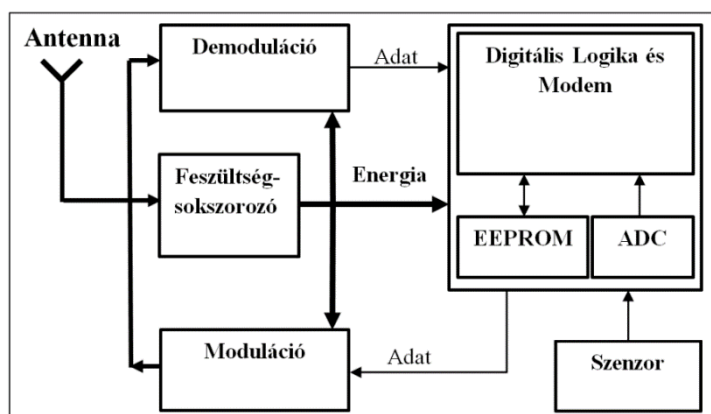 Antenna
Demoduláció
Adat
Digitális Logika és
Modem
Feszültség-
sokszorozó
Energia
EEPROM
ADC
Moduláció
Adat
Szenzor